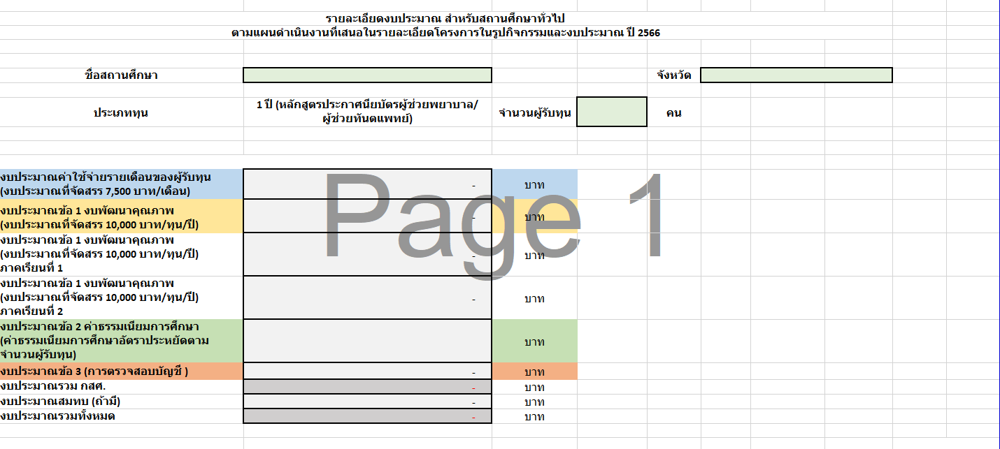 รายละเอียดงบประมาณ สำหรับสถานศึกษาทั่วไป
ตามแผนดำเนินงานที่เสนอในรายละเอียดโครงการในรูปกิจกรรมและงบประมาณ ปี 2566
ชื่อสถานศึกษา จังหวัด
ประเภททุน 1 ปี (หลักสูตรประกาศนียบัตรผู้ช่วยพยาบาล/
ผู้ช่วยทันตแพทย์) จำนวนผู้รับทุน คน
งบประมาณค่าใช้จ่ายรายเดือนของผู้รับทุน
(งบประมาณที่จัดสรร 7,500 บาท/เดือน) - บาท
งบประมาณข้อ 1 งบพัฒนาคุณภาพ
(งบประมาณที่จัดสรร 10,000 บาท/ทุน/ปี) - บาท
งบประมาณข้อ 1 งบพัฒนาคุณภาพ
(งบประมาณที่จัดสรร 10,000 บาท/ทุน/ปี)
ภาคเรียนที่ 1 - บาท
งบประมาณข้อ 1 งบพัฒนาคุณภาพ
(งบประมาณที่จัดสรร 10,000 บาท/ทุน/ปี)
ภาคเรียนที่ 2 - บาท
งบประมาณข้อ 2 ค่าธรรมเนียมการศึกษา
(ค่าธรรมเนียมการศึกษาอัตราประหยัดตาม
จำนวนผู้รับทุน) บาท
งบประมาณข้อ 3 (การตรวจสอบบัญชี ) - บาท
งบประมาณรวม กสศ. - บาท
งบประมาณสมทบ (ถ้ามี) - บาท
งบประมาณรวมทั้งหมด - บาท
Page 1